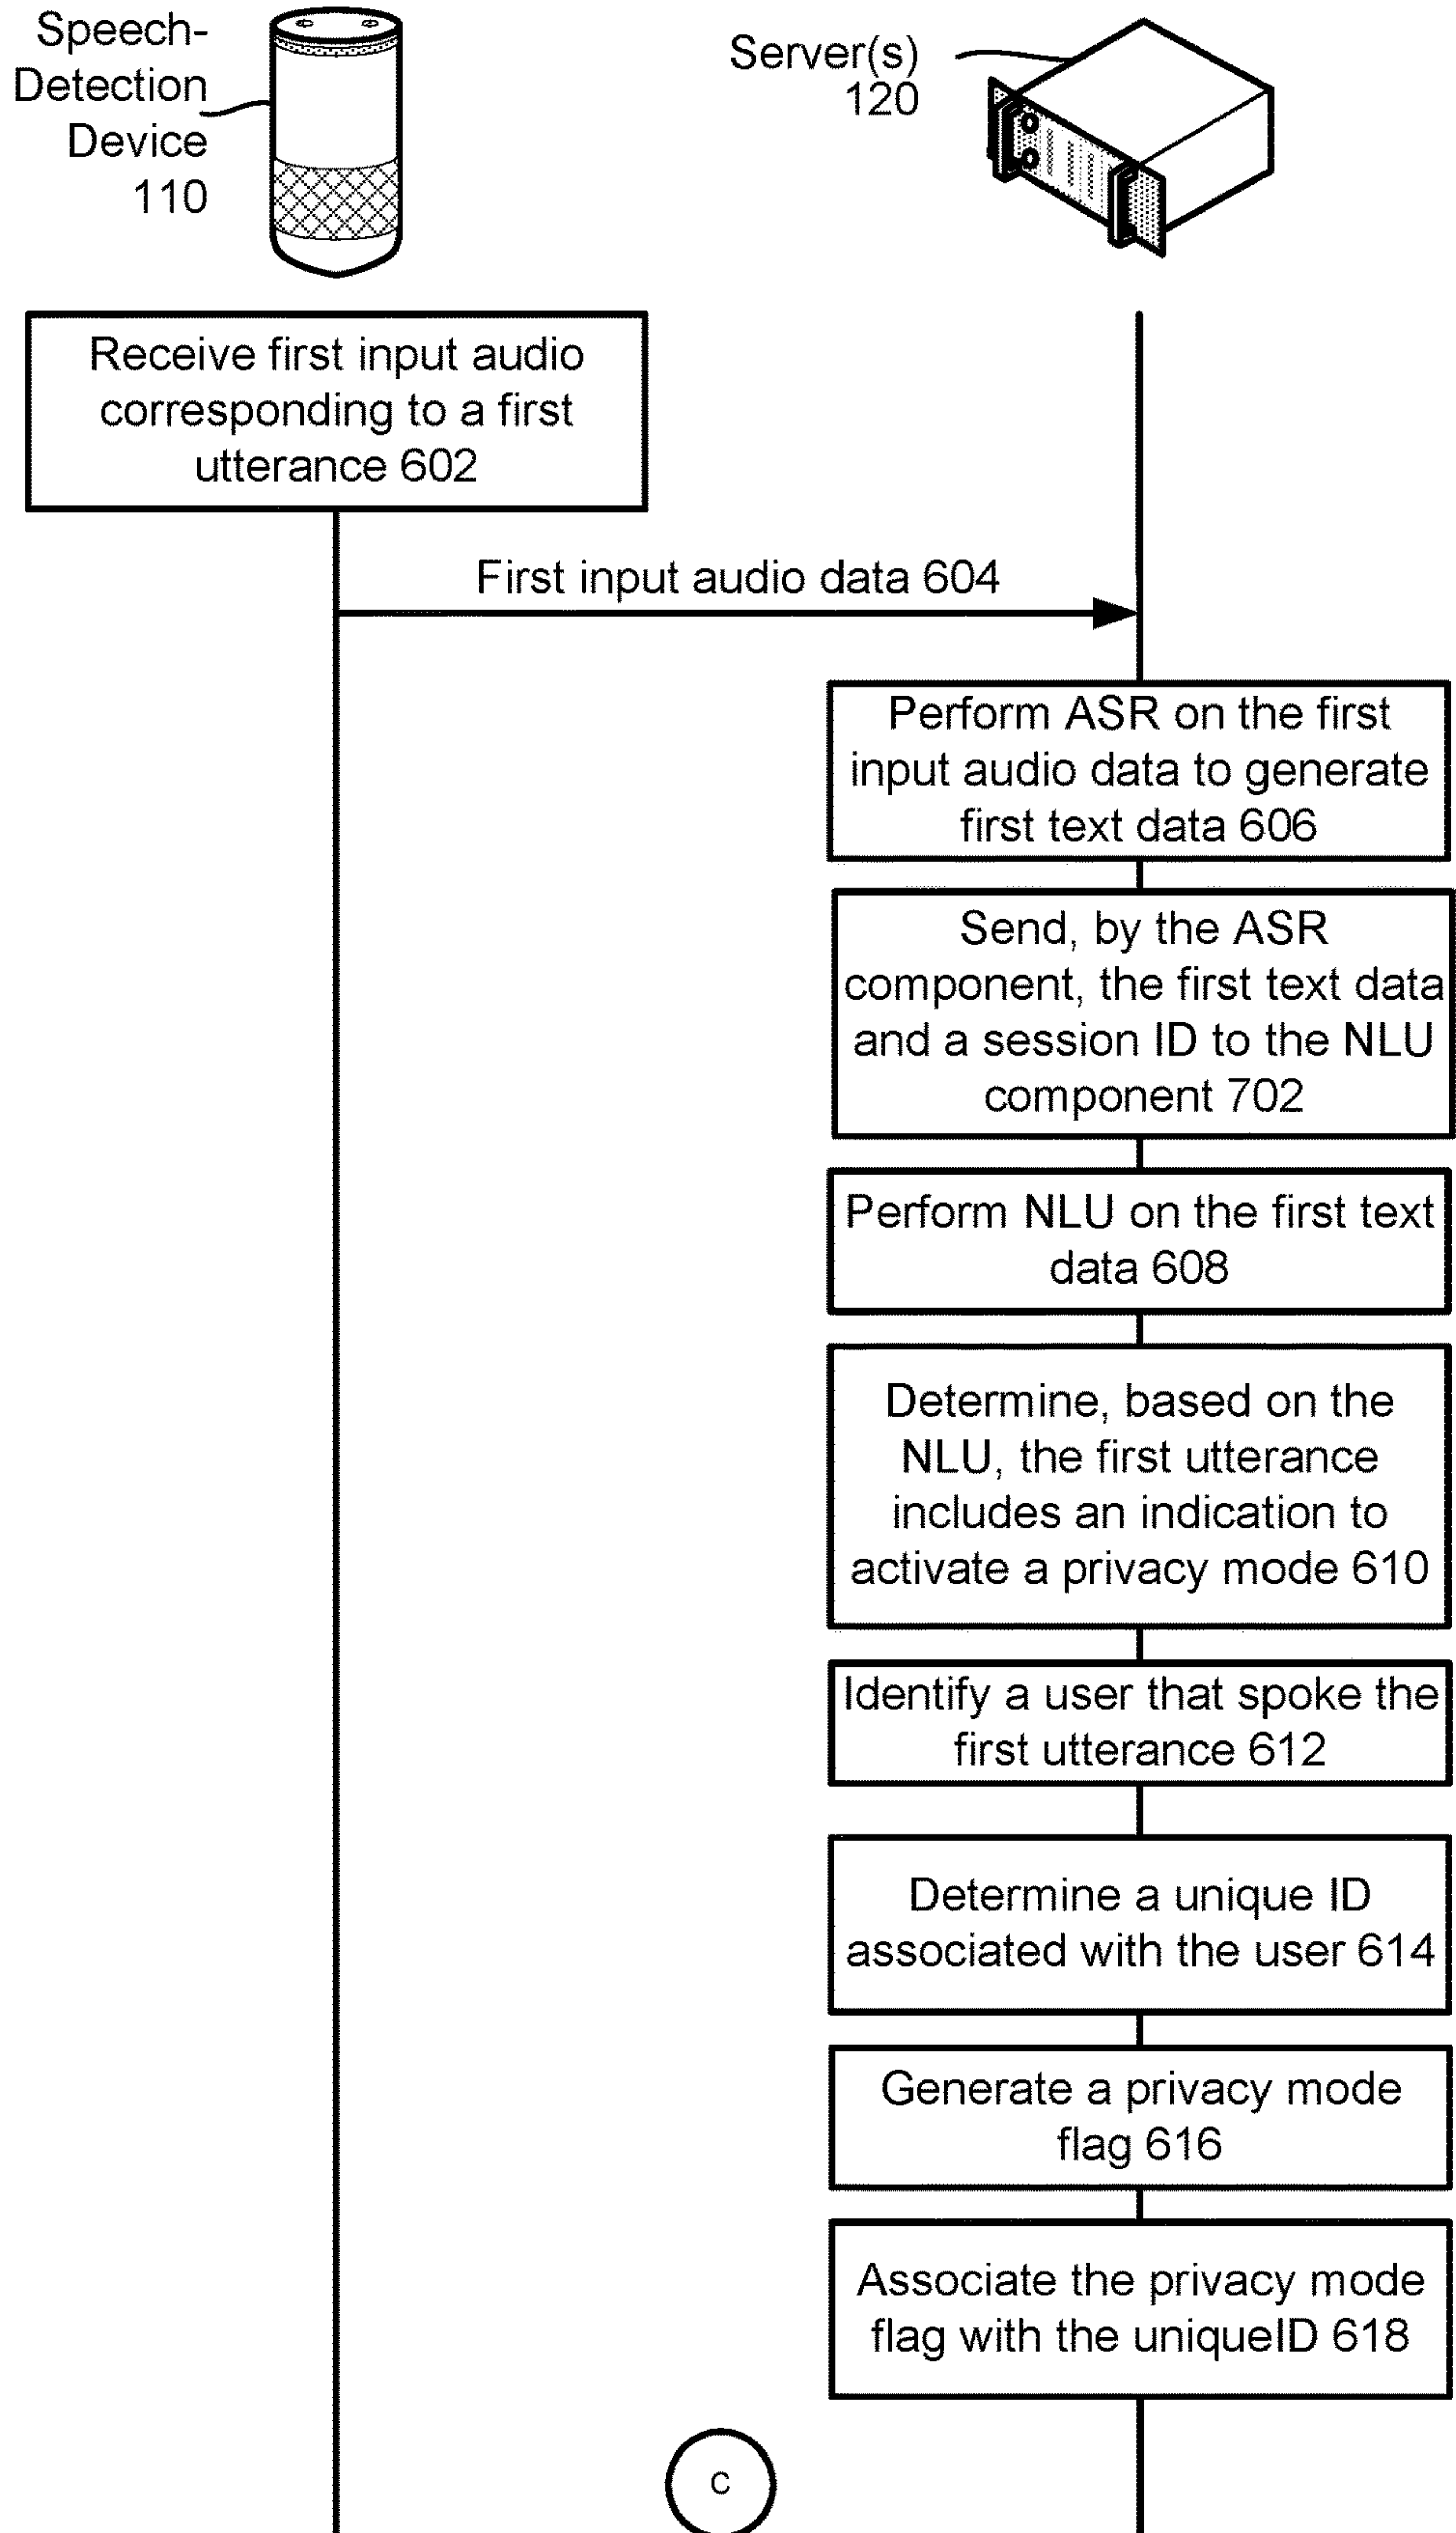 Speech-
Detection
Device
110
Server(s)
120
Receive first input audio
corresponding to a first
utterance 602
First input audio data 604
Perform ASR on the first
input audio data to generate
first text data 606
Send, by the ASR
component, the first text data
and a session ID to the NLU
component 702
Perform NLU on the first text
data 608
Determine, based on the
NLU, the first utterance
includes an indication to
activate a privacy mode 610
Identify a user that spoke the
first utterance 612
Determine a unique ID
associated with the user 614
Generate a privacy mode
flag 616
Associate the privacy mode
flag with the uniqueID 618
C